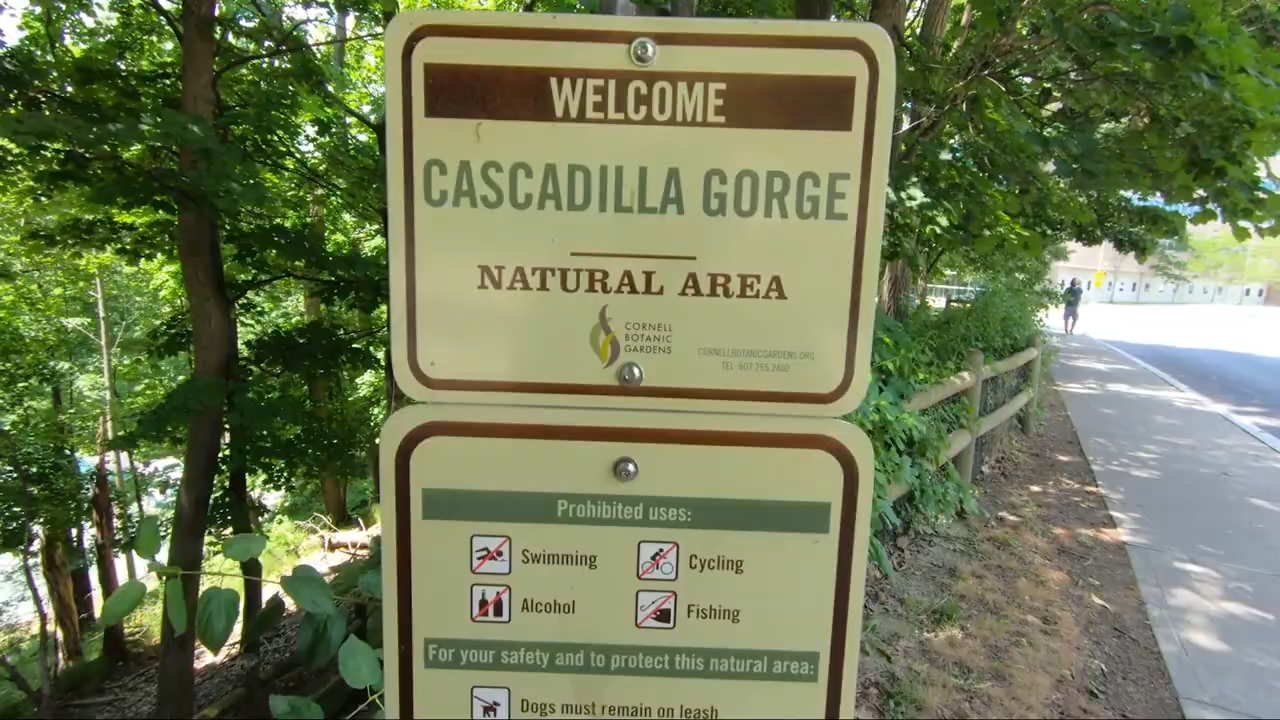 WELCOME
CASCADILLA GORGE
NATURAL AREA
CORNELL
BOTANIC
GARDENS
CORNELLBOTANICGARDENS.ORG
TEL: 607.255.2402
Prohibited uses:
Swimming
Cycling
Alcohol
Fishing
For your safety and to protect this natural area:
Dogs must remain on leash